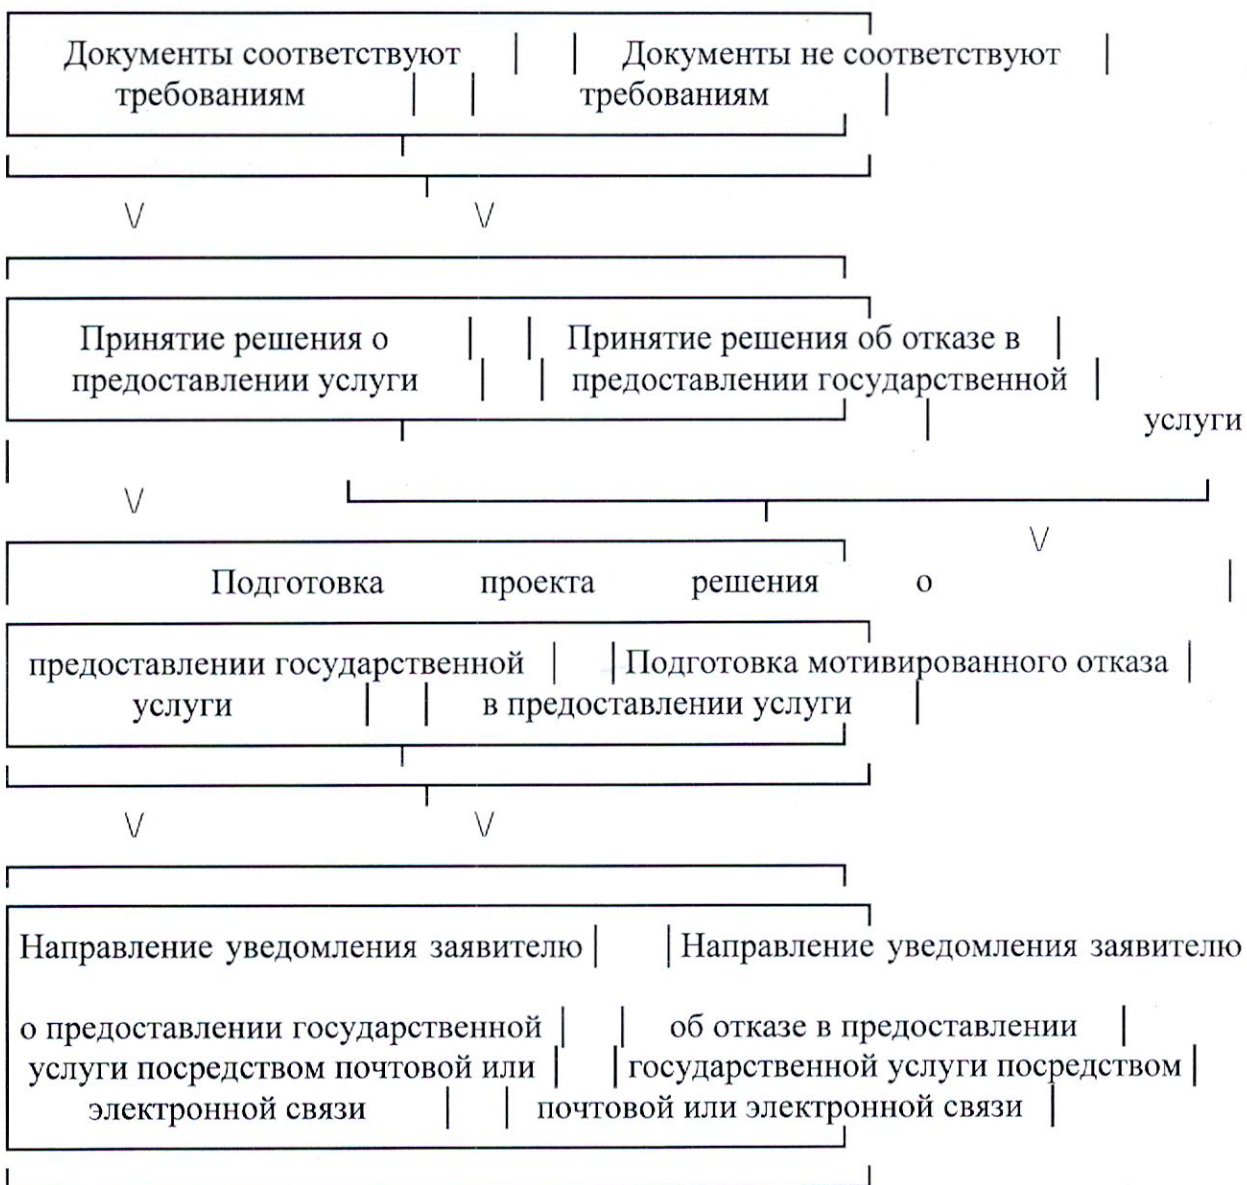 Документы соответствуют | | Документы не соответствуют |
требованиям | | требованиям |
\/ \/
Принятие решения о | | Принятие решения об отказе в |
предоставлении услуги | | предоставлении государственной |
| услуги
\/
\/
Подготовка проекта решения о |
предоставлении государственной | | Подготовка мотивированного отказа |
услуги | | в предоставлении услуги |
\/ \/
Направление уведомления заявителю | | Направление уведомления заявителю
о предоставлении государственной | | об отказе в предоставлении |
услуги посредством почтовой или | | государственной услуги посредством |
электронной связи | | почтовой или электронной связи |